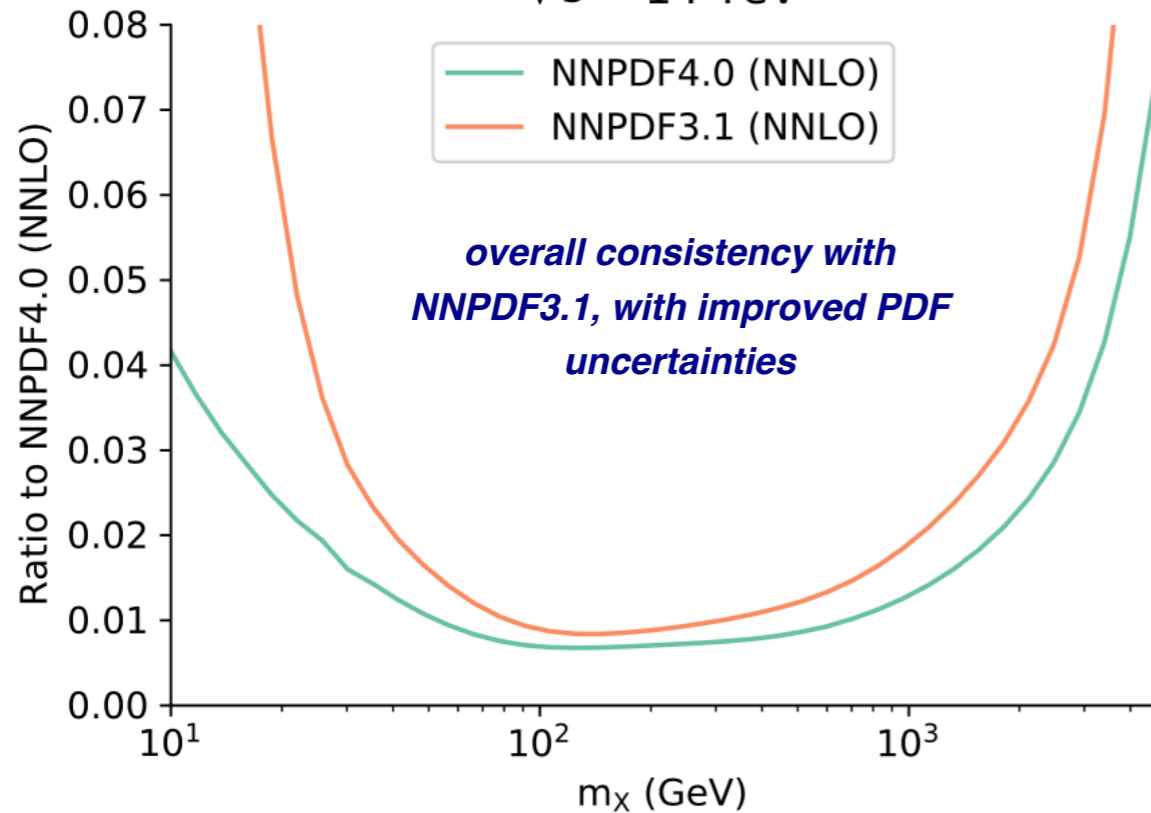 NNPDF4.0 (NNLO)
NNPDF3.1 (NNLO)
overall consistency with
NNPDF3.1, with improved PDF
uncertainties
Ratio to NNPDF4.0 (NNLO)
0.08
0.07
0.06
0.05
0.04
0.03
0.02
0.01
0.00
10¹ 10² 10³
mX (GeV)